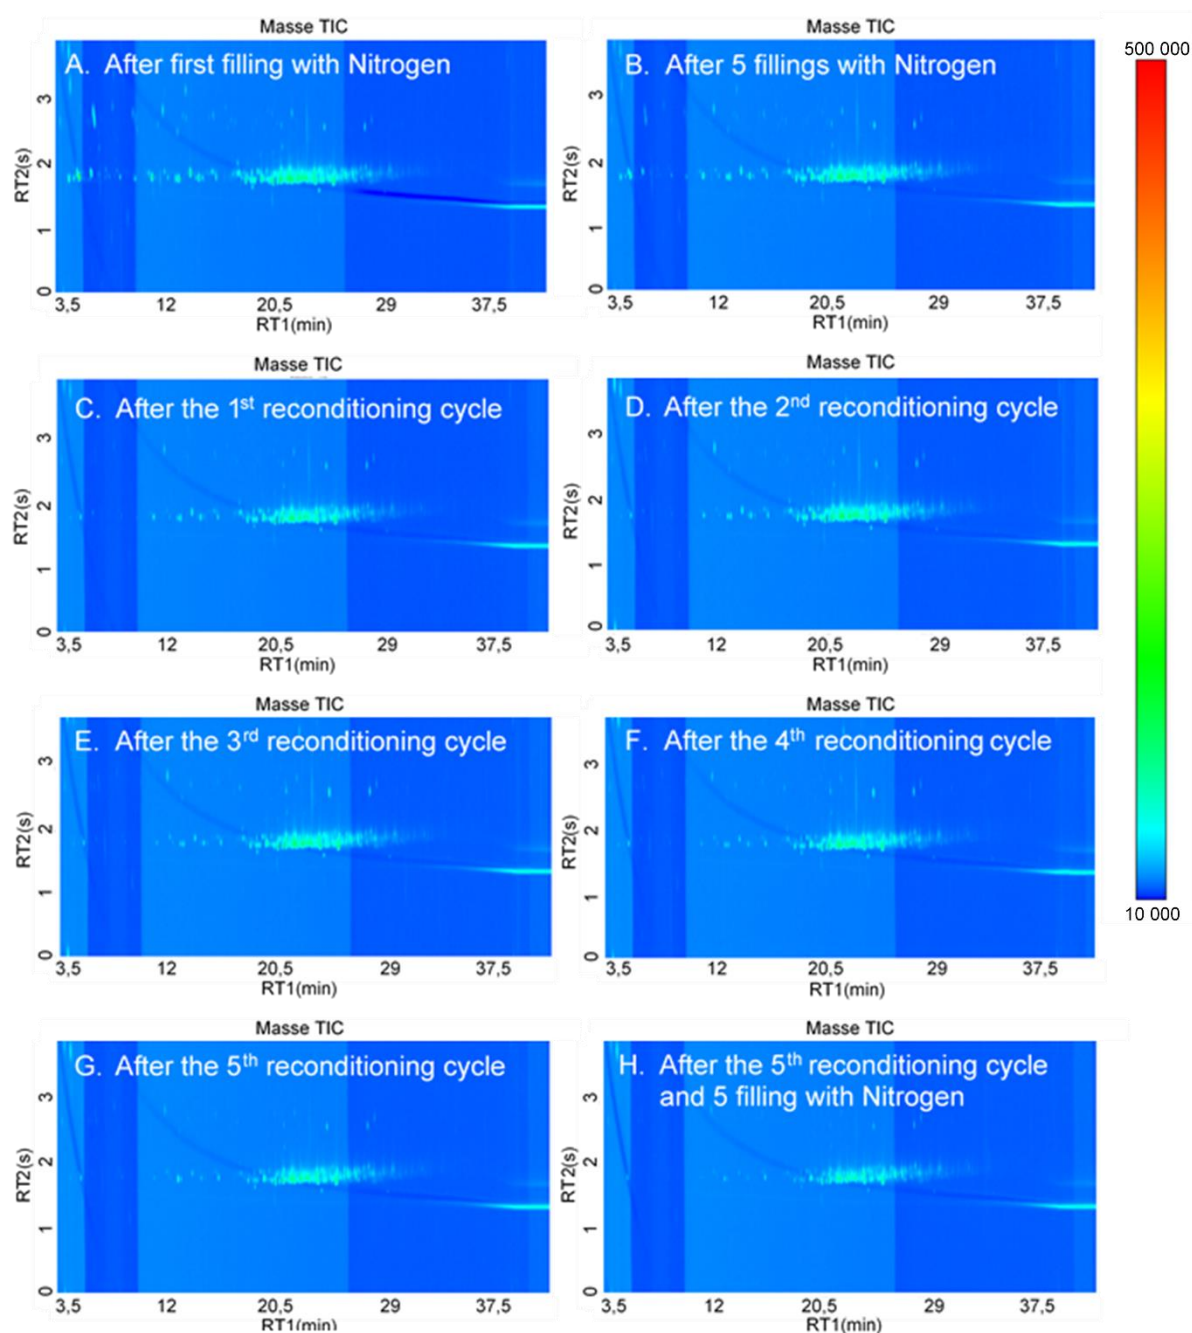 Masse TIC
A. After first filling with Nitrogen
RT2(s)
3
2
1
0
3,5 12 20,5 29 37,5
RT1(min)
Masse TIC
B. After 5 fillings with Nitrogen
RT2(s)
3
2
1
0
3,5 12 20,5 29 37,5
RT1(min)
500 000
10 000
Masse TIC
C. After the 1st reconditioning cycle
RT2(s)
3
2
1
0
3,5 12 20,5 29 37,5
RT1(min)
Masse TIC
D. After the 2nd reconditioning cycle
RT2(s)
3
2
1
0
3,5 12 20,5 29 37,5
RT1(min)
Masse TIC
E. After the 3rd reconditioning cycle
RT2(s)
3
2
1
0
3,5 12 20,5 29 37,5
RT1(min)
Masse TIC
F. After the 4th reconditioning cycle
RT2(s)
3
2
1
0
3,5 12 20,5 29 37,5
RT1(min)
Masse TIC
G. After the 5th reconditioning cycle
RT2(s)
3
2
1
0
3,5 12 20,5 29 37,5
RT1(min)
Masse TIC
H. After the 5th reconditioning cycle
and 5 filling with Nitrogen
RT2(s)
3
2
1
0
3,5 12 20,5 29 37,5
RT1(min)